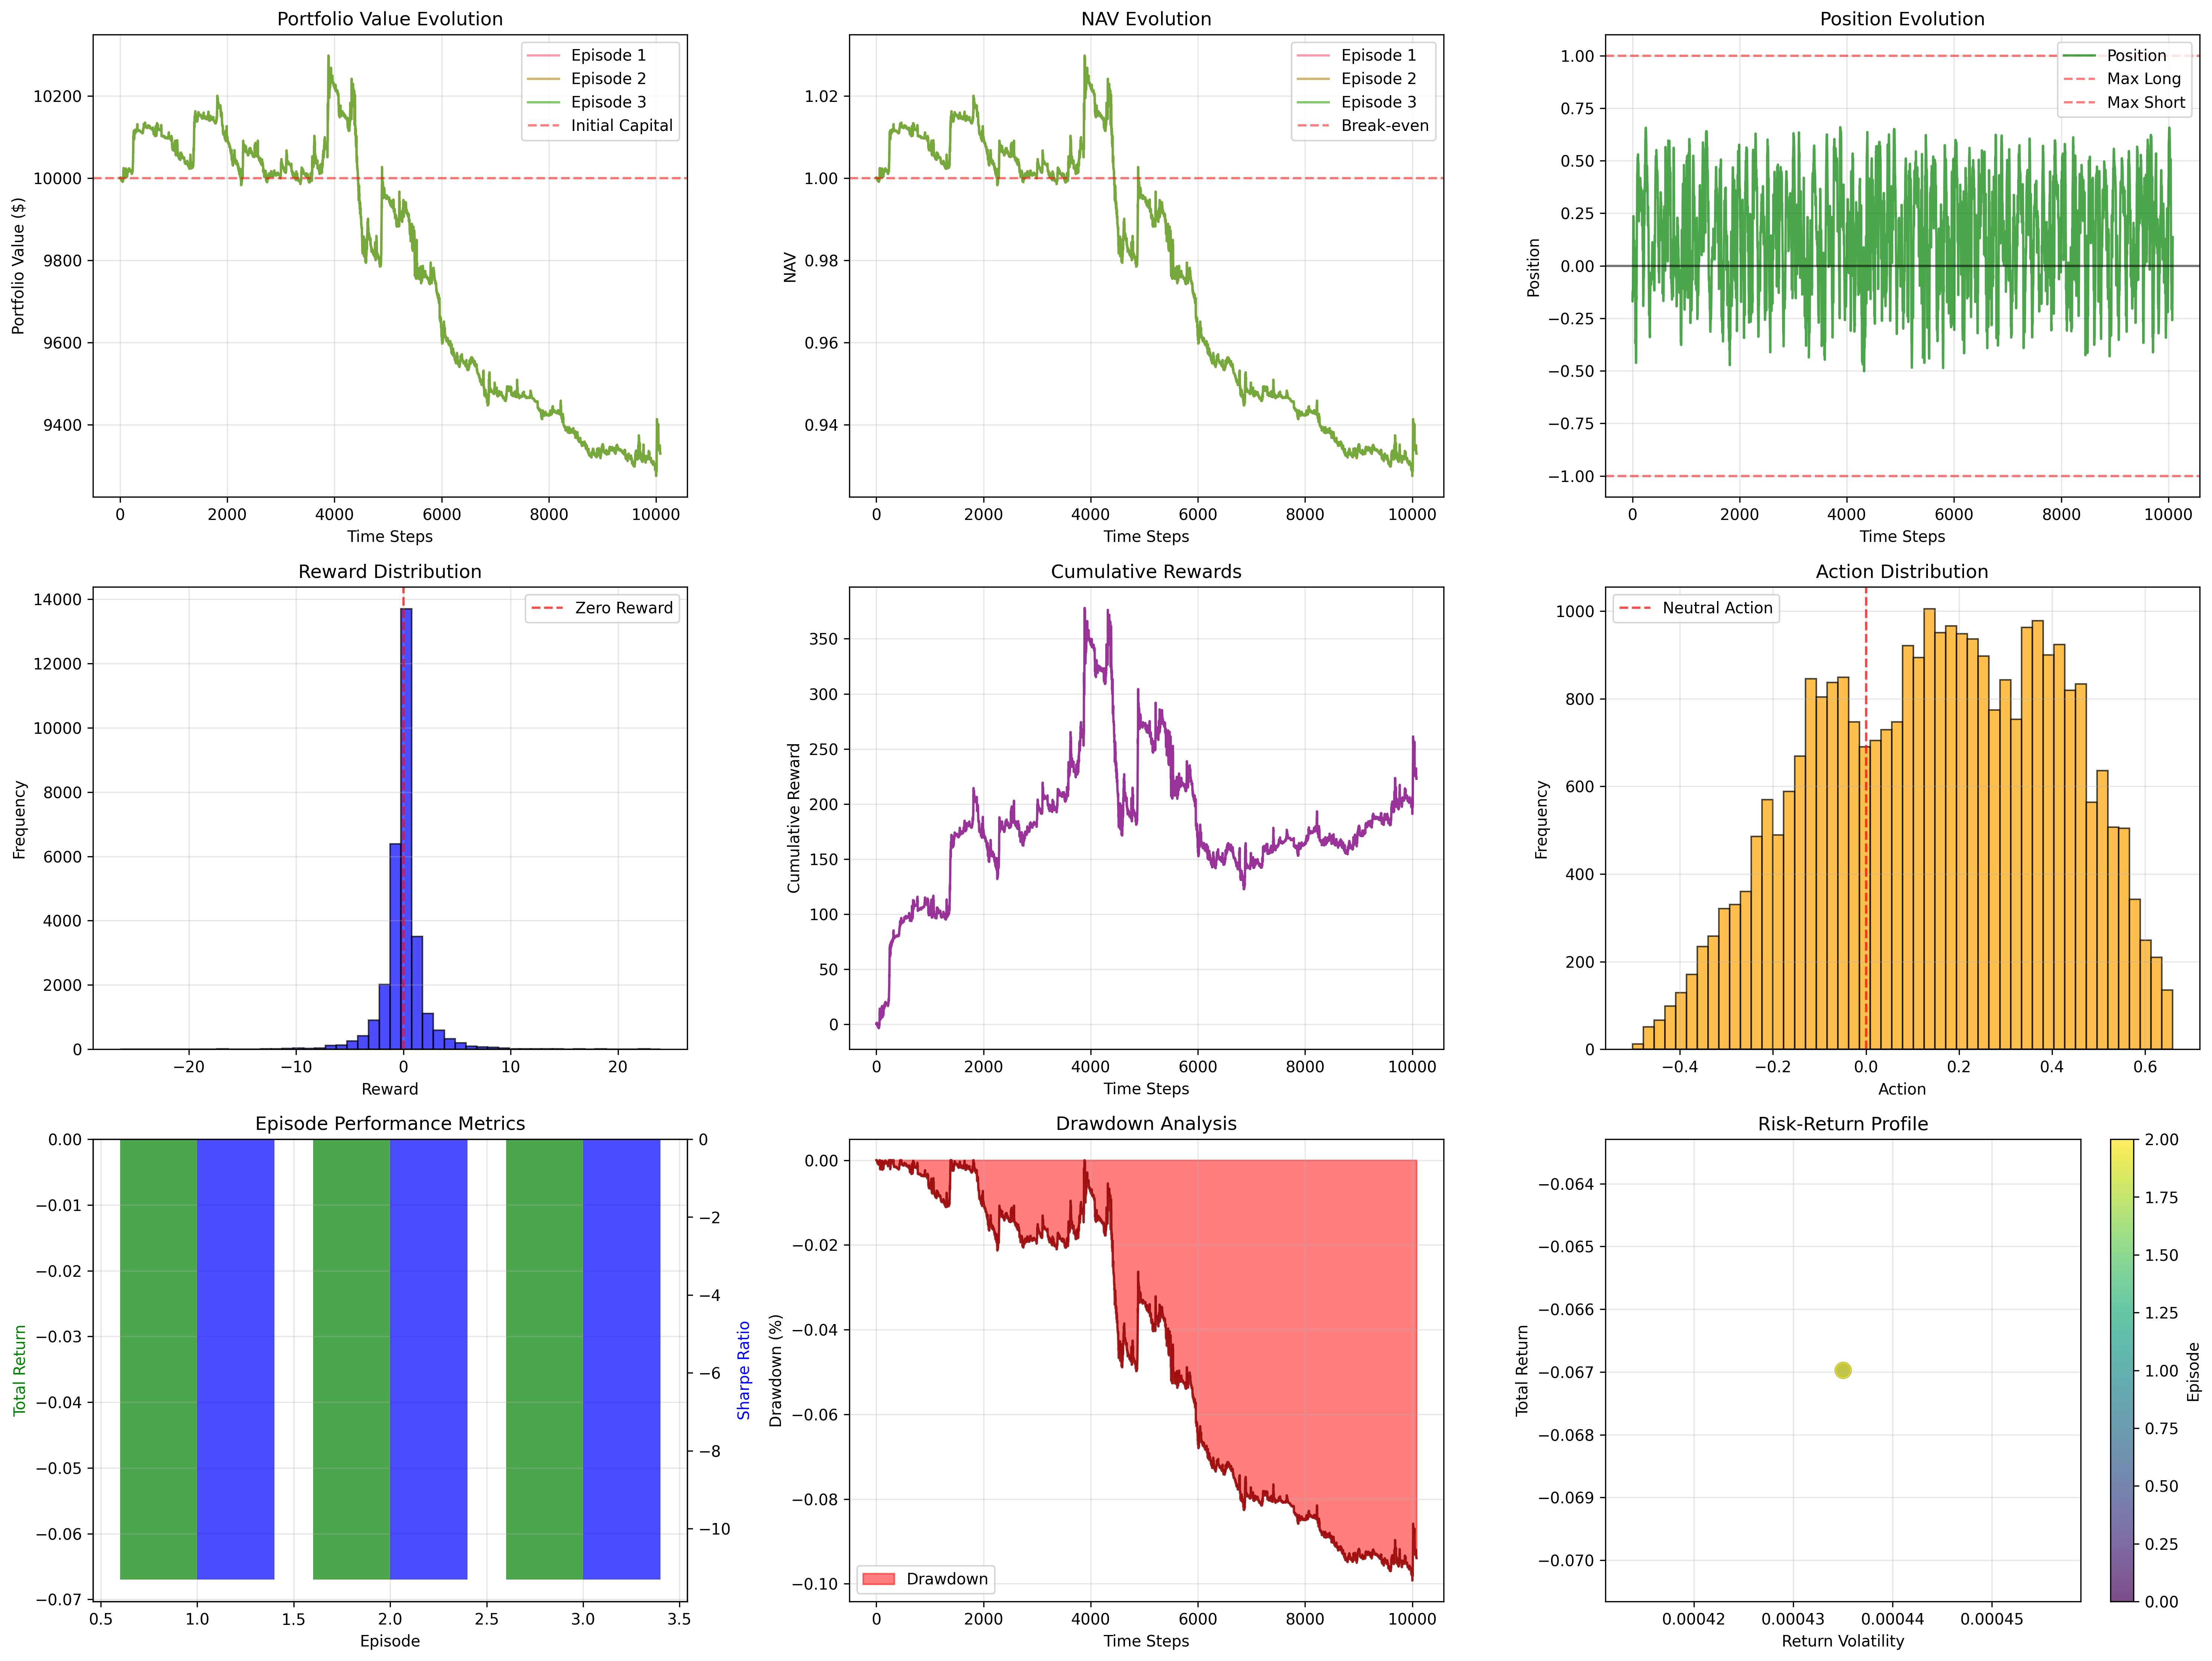 Portfolio Value Evolution
Portfolio Value ($)
10200
10000
9800
9600
9400
Episode 1
Episode 2
Episode 3
Initial Capital
0 2000 4000 6000 8000 10000
Time Steps
NAV Evolution
NAV
1.02
1.00
0.98
0.96
0.94
Episode 1
Episode 2
Episode 3
Break-even
0 2000 4000 6000 8000 10000
Time Steps
Position Evolution
Position
1.00
0.75
0.50
0.25
0.00
−0.25
−0.50
−0.75
−1.00
Position
Max Long
Max Short
0 2000 4000 6000 8000 10000
Time Steps
Reward Distribution
Frequency
14000
12000
10000
8000
6000
4000
2000
0
Zero Reward
−20 −10 0 10 20
Reward
Cumulative Rewards
Cumulative Reward
350
300
250
200
150
100
50
0
0 2000 4000 6000 8000 10000
Time Steps
Action Distribution
Frequency
1000
800
600
400
200
0
Neutral Action
−0.4 −0.2 0.0 0.2 0.4 0.6
Action
Episode Performance Metrics
Total Return
0.00
−0.01
−0.02
−0.03
−0.04
−0.05
−0.06
−0.07
0
−2
−4
−6
−8
−10
Sharpe Ratio
0.5 1.0 1.5 2.0 2.5 3.0 3.5
Episode
Drawdown Analysis
Drawdown (%)
0.00
−0.02
−0.04
−0.06
−0.08
−0.10
Drawdown
0 2000 4000 6000 8000 10000
Time Steps
Risk-Return Profile
Total Return
−0.064
−0.065
−0.066
−0.067
−0.068
−0.069
−0.070
0.00042 0.00043 0.00044 0.00045
Return Volatility
2.00
1.75
1.50
1.25
1.00
0.75
0.50
0.25
0.00
Episode